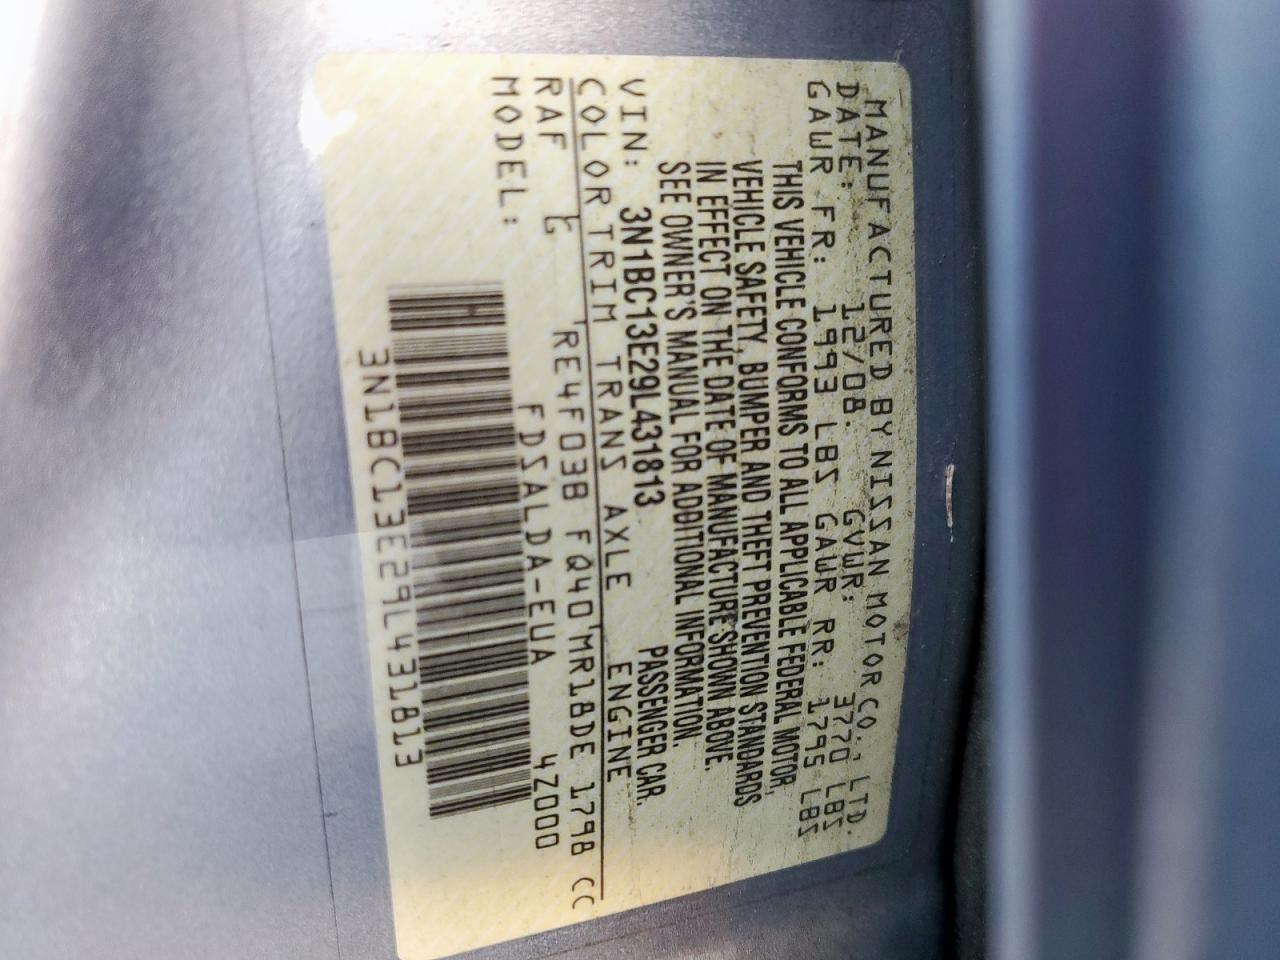 MANUFACTURED BY NISSAN MOTOR CO., LTD.
DATE: 12/08. GVWR: 3770 LBS
GAWR FR: 1993 LBS GAWR RR: 1795 LBS
THIS VEHICLE CONFORMS TO ALL APPLICABLE FEDERAL MOTOR,
VEHICLE SAFETY, BUMPER AND THEFT PREVENTION STANDARDS
IN EFFECT ON THE DATE OF MANUFACTURE SHOWN ABOVE.
SEE OWNER'S MANUAL FOR ADDITIONAL INFORMATION.
VIN: 3N1BC13E29L431813 PASSENGER CAR.
COLOR TRIM TRANS AXLE ENGINE
RAF G RE4F03B FQ40 MR18DE 1798 CC
MODEL: FDSALDA-EUA 4Z000
3N1BC13E29L431813